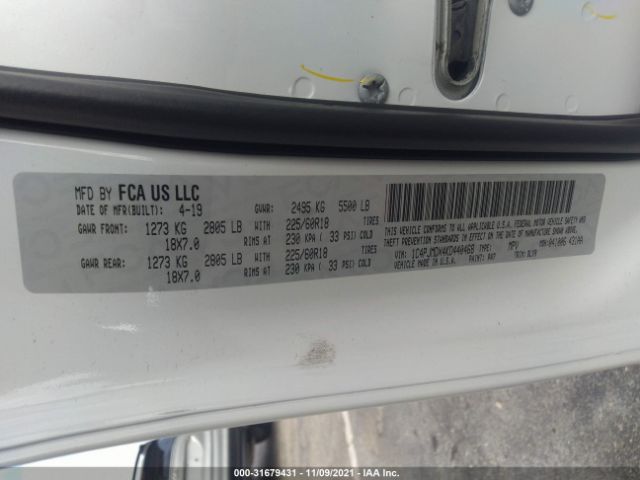 MFD BY FCA US LLC
DATE OF MFR(BUILT): 4-19 GVWR: 2495 KG 5500 LB
GAWR FRONT: 1273 KG 2805 LB WITH 225/60R18 TIRES
18X7.0 RIMS AT 230 KPA ( 33 PSI) COLD
GAWR REAR: 1273 KG 2805 LB WITH 225/60R18 TIRES
18X7.0 RIMS AT 230 KPA ( 33 PSI) COLD
THIS VEHICLE CONFORMS TO ALL APPLICABLE U.S.A. FEDERAL MOTOR VEHICLE SAFETY AND
THEFT PREVENTION STANDARDS IN EFFECT ON THE DATE OF MANUFACTURE SHOWN ABOVE.
VIN: TYPE: MPV MDH:
VEHICLE MADE IN U.S.A. PAINT: PW7 TRIM:
000-31679431 - 11/09/2021 - IAA Inc.